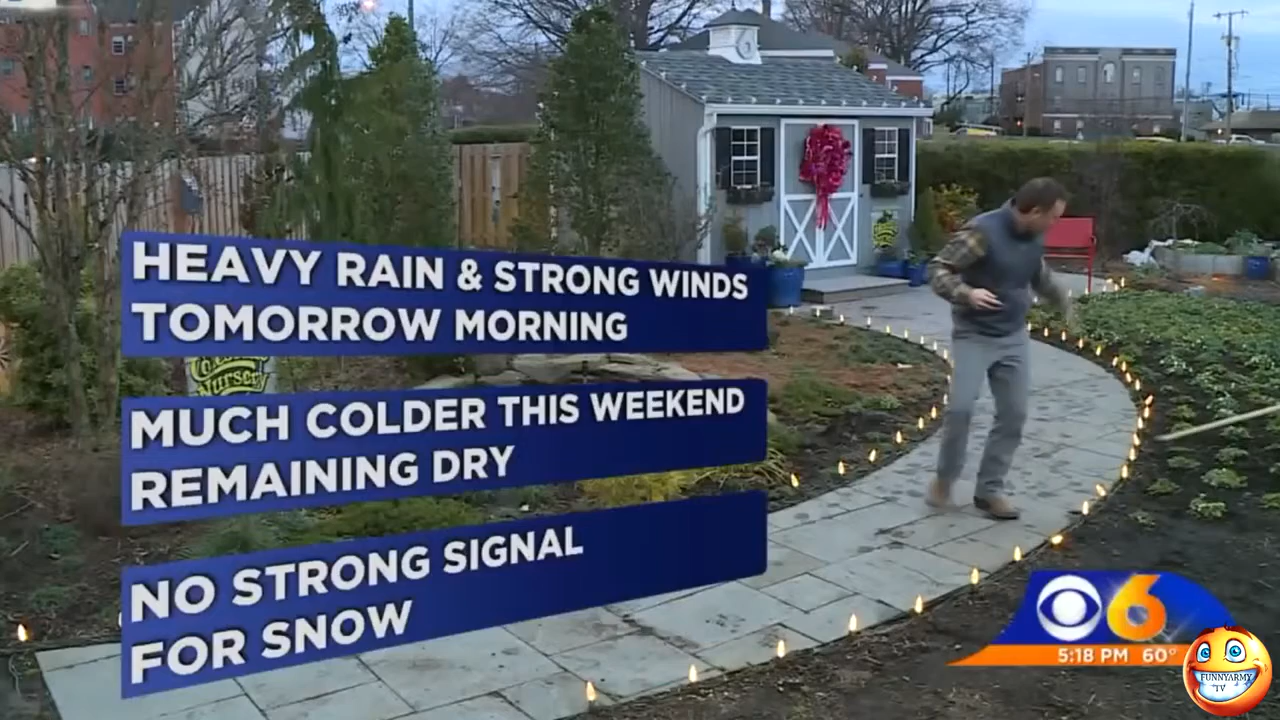 HEAVY RAIN & STRONG WINDS
TOMORROW MORNING
Nursery
MUCH COLDER THIS WEEKEND
REMAINING DRY
NO STRONG SIGNAL
FOR SNOW
6
5:18 PM 60°
FUNNYARMY
TV